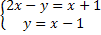 2x − y = x + 1
y = x − 1